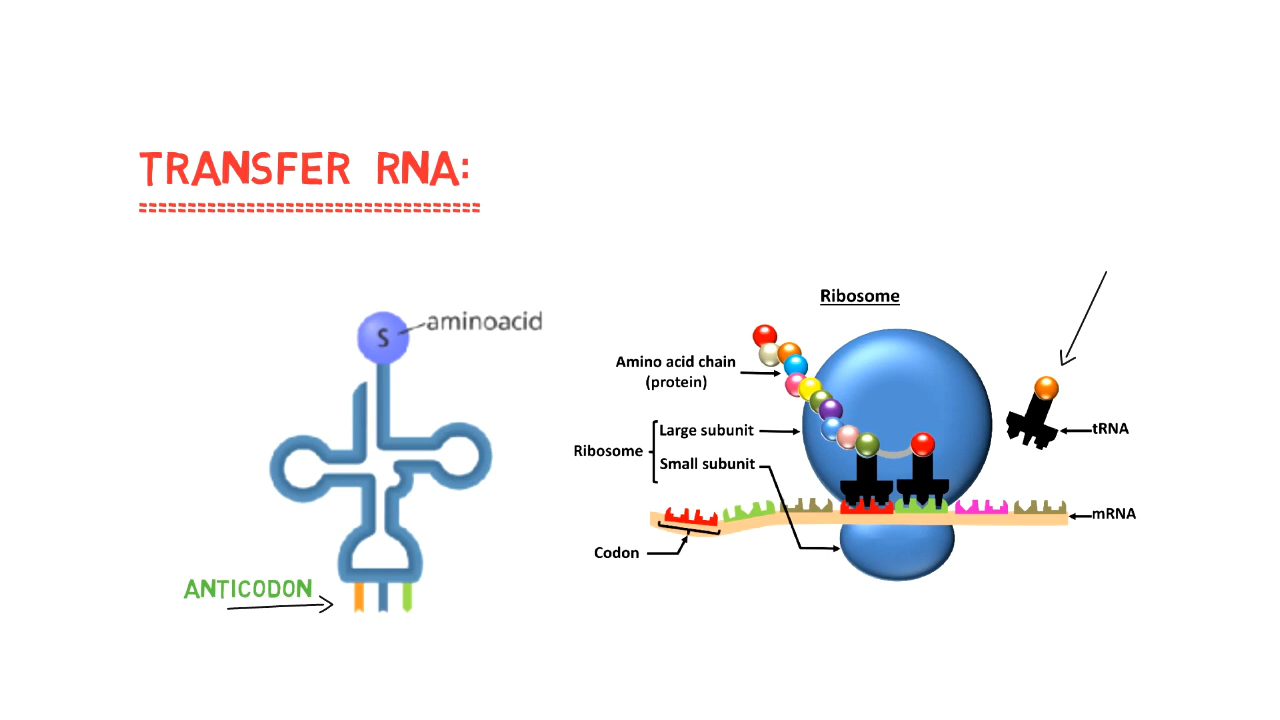 TRANSFER RNA:
S
aminoacid
ANTICODON
Ribosome
Amino acid chain
(protein)
Ribosome
Large subunit
Small subunit
Codon
tRNA
mRNA